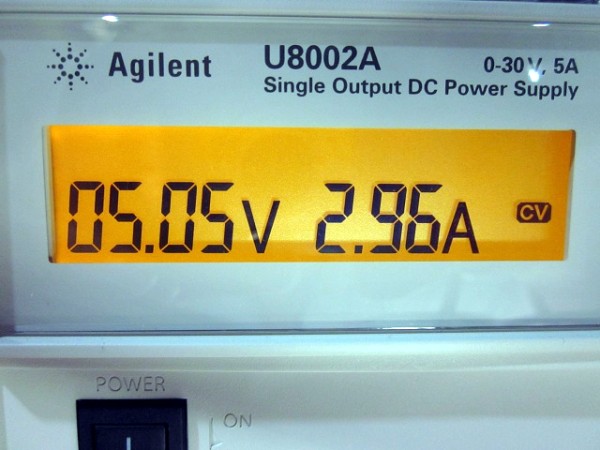 Agilent U8002A 0-30V, 5A
Single Output DC Power Supply
05.05V 2.96A CV
POWER
ON